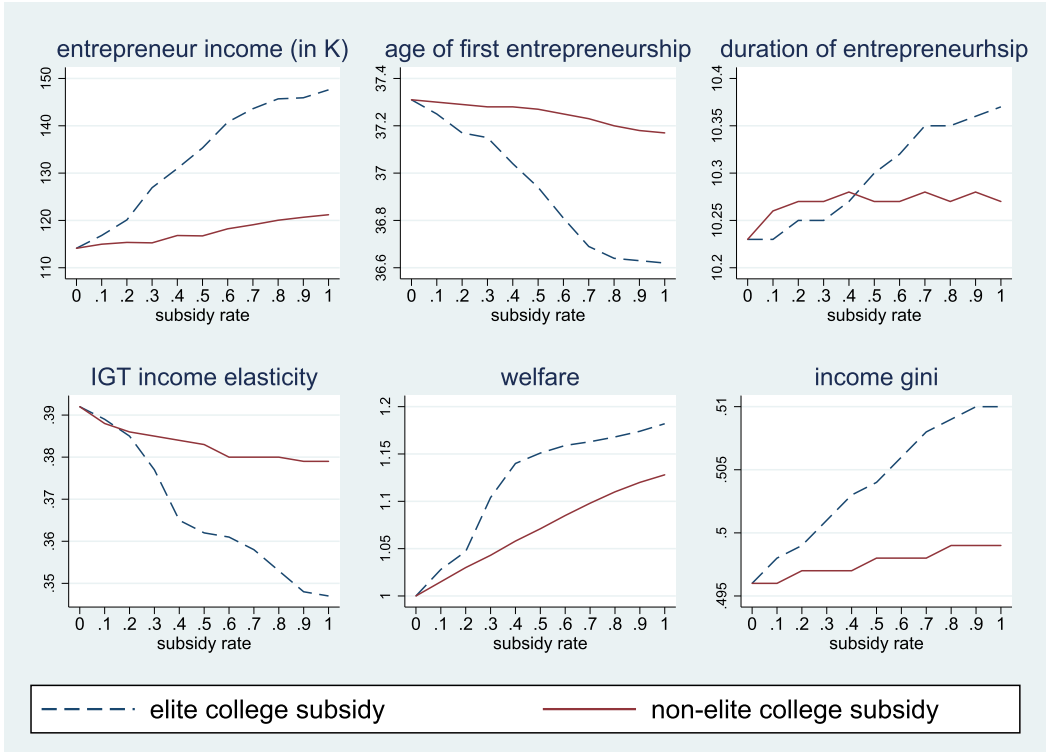 entrepreneur income (in K)
150
140
130
120
110
0 .1 .2 .3 .4 .5 .6 .7 .8 .9 1
subsidy rate
age of first entrepreneurship
37.4
37.2
37
36.8
36.6
0 .1 .2 .3 .4 .5 .6 .7 .8 .9 1
subsidy rate
duration of entrepreneurhsip
10.4
10.35
10.3
10.25
10.2
0 .1 .2 .3 .4 .5 .6 .7 .8 .9 1
subsidy rate
IGT income elasticity
39
38
37
36
35
0 .1 .2 .3 .4 .5 .6 .7 .8 .9 1
subsidy rate
welfare
1.2
1.15
1.1
1.05
1
0 .1 .2 .3 .4 .5 .6 .7 .8 .9 1
subsidy rate
income gini
.51
.505
.5
.495
0 .1 .2 .3 .4 .5 .6 .7 .8 .9 1
subsidy rate
elite college subsidy
non-elite college subsidy